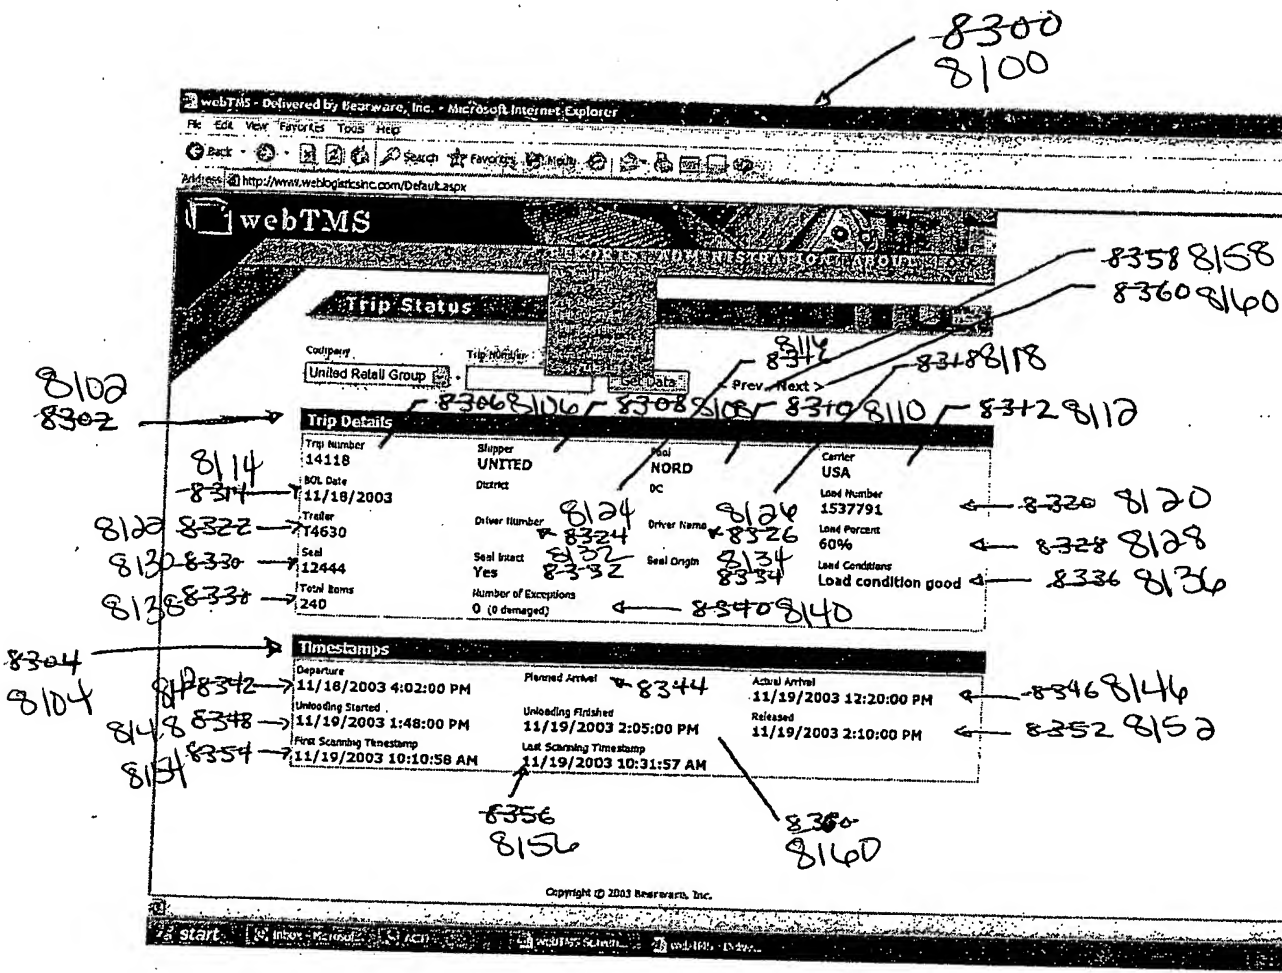 8300
8100
webTMS - Delivered by Bearware, Inc. - Microsoft Internet Explorer
File Edit View Favorites Tools Help
Back Search Favorites Media
Address http://www.weblogisticsinc.com/Default.aspx
webTMS
REPORTS ADMINISTRATION ABOUT
8358 8158
8360 8160
Trip Status
8116
8318 8118
Company Trip Number
United Retail Group Get Data < Prev Next >
8102
8302
8306 8106 8308 8108 8310 8110 8312 8112
Trip Details
Trip Number Shipper Pool Carrier
14118 UNITED NORD USA
8114
8314
BOL Date District DC Load Number
11/18/2003 1537791
8320 8120
8124 8126
8122 8322
Trailer Driver Number Driver Name Load Percent
T4630 8324 8326 60%
8328 8128
8132 8134
8130 8330
Seal Seal Intact Seal Origin Load Conditions
12444 Yes 8332 8334 Load condition good
8336 8136
8138 8338
Total Items Number of Exceptions
240 0 (0 damaged)
8340 8140
8304
8104
Timestamps
Departure Planned Arrival 8344 Actual Arrival
8342 11/18/2003 4:02:00 PM 11/19/2003 12:20:00 PM 8346 8146
Unloading Started Unloading Finished Released
8148 8348 11/19/2003 1:48:00 PM 11/19/2003 2:05:00 PM 11/19/2003 2:10:00 PM 8352 8152
First Scanning Timestamp Last Scanning Timestamp
8154 8354 11/19/2003 10:10:58 AM 11/19/2003 10:31:57 AM
8356
8156
8160
Copyright © 2003 Bearware, Inc.
start Inbox webTMS Screen... webTMS - Deliver...